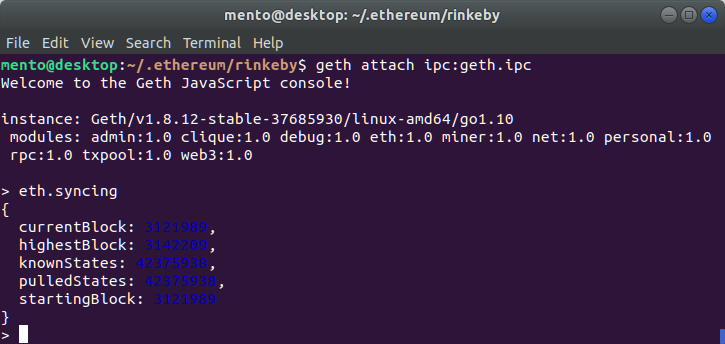 mento@desktop: ~/.ethereum/rinkeby
File Edit View Search Terminal Help
mento@desktop:~/.ethereum/rinkeby$ geth attach ipc:geth.ipc
Welcome to the Geth JavaScript console!
instance: Geth/v1.8.12-stable-37685930/linux-amd64/go1.10
modules: admin:1.0 clique:1.0 debug:1.0 eth:1.0 miner:1.0 net:1.0 personal:1.0
rpc:1.0 txpool:1.0 web3:1.0
> eth.syncing
{
currentBlock: 3121989,
highestBlock: 3142209,
knownStates: 42375938,
pulledStates: 42375938,
startingBlock: 3121989
}
>